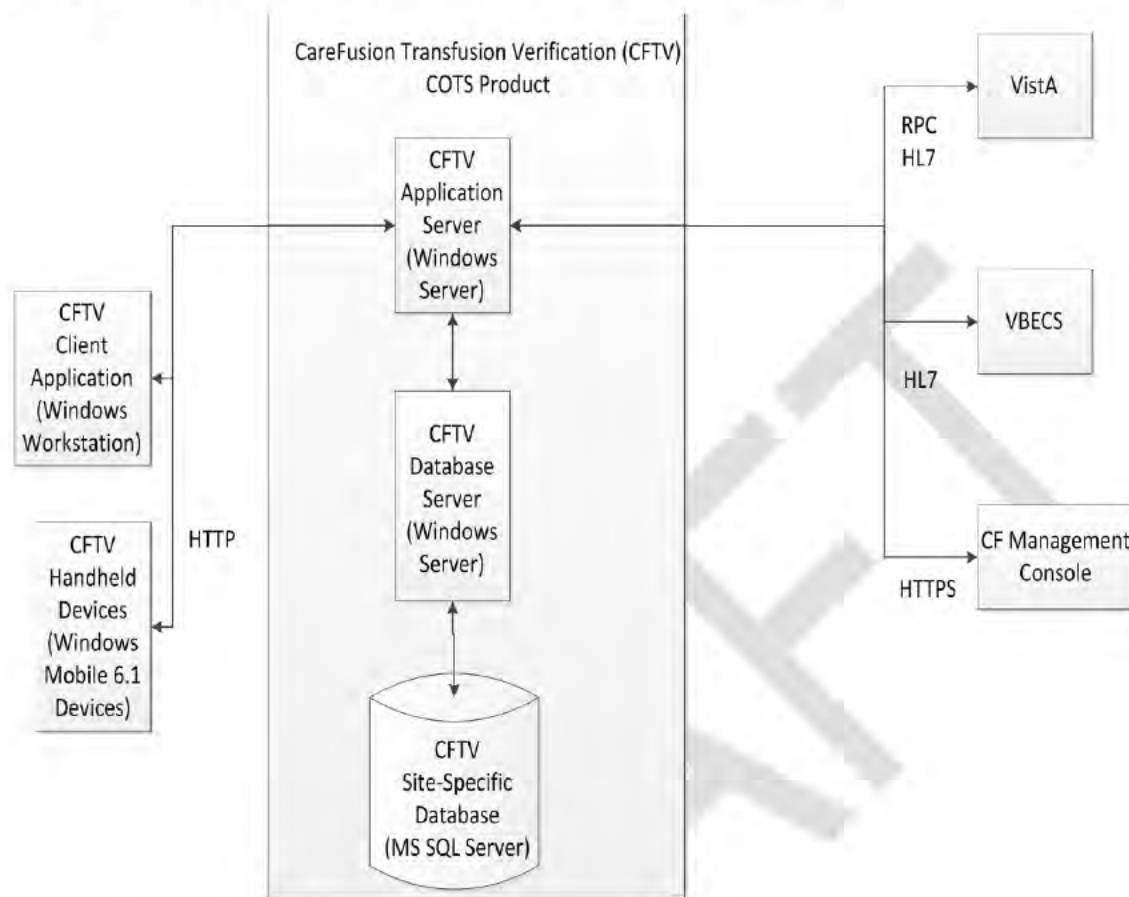 CareFusion Transfusion Verification (CFTV)
COTS Product
CFTV
Application
Server
(Windows
Server)
CFTV
Database
Server
(Windows
Server)
CFTV
Site-Specific
Database
(MS SQL Server)
CFTV
Client
Application
(Windows
Workstation)
CFTV
Handheld
Devices
(Windows
Mobile 6.1
Devices)
HTTP
VistA
RPC
HL7
VBECS
HL7
CF Management
Console
HTTPS